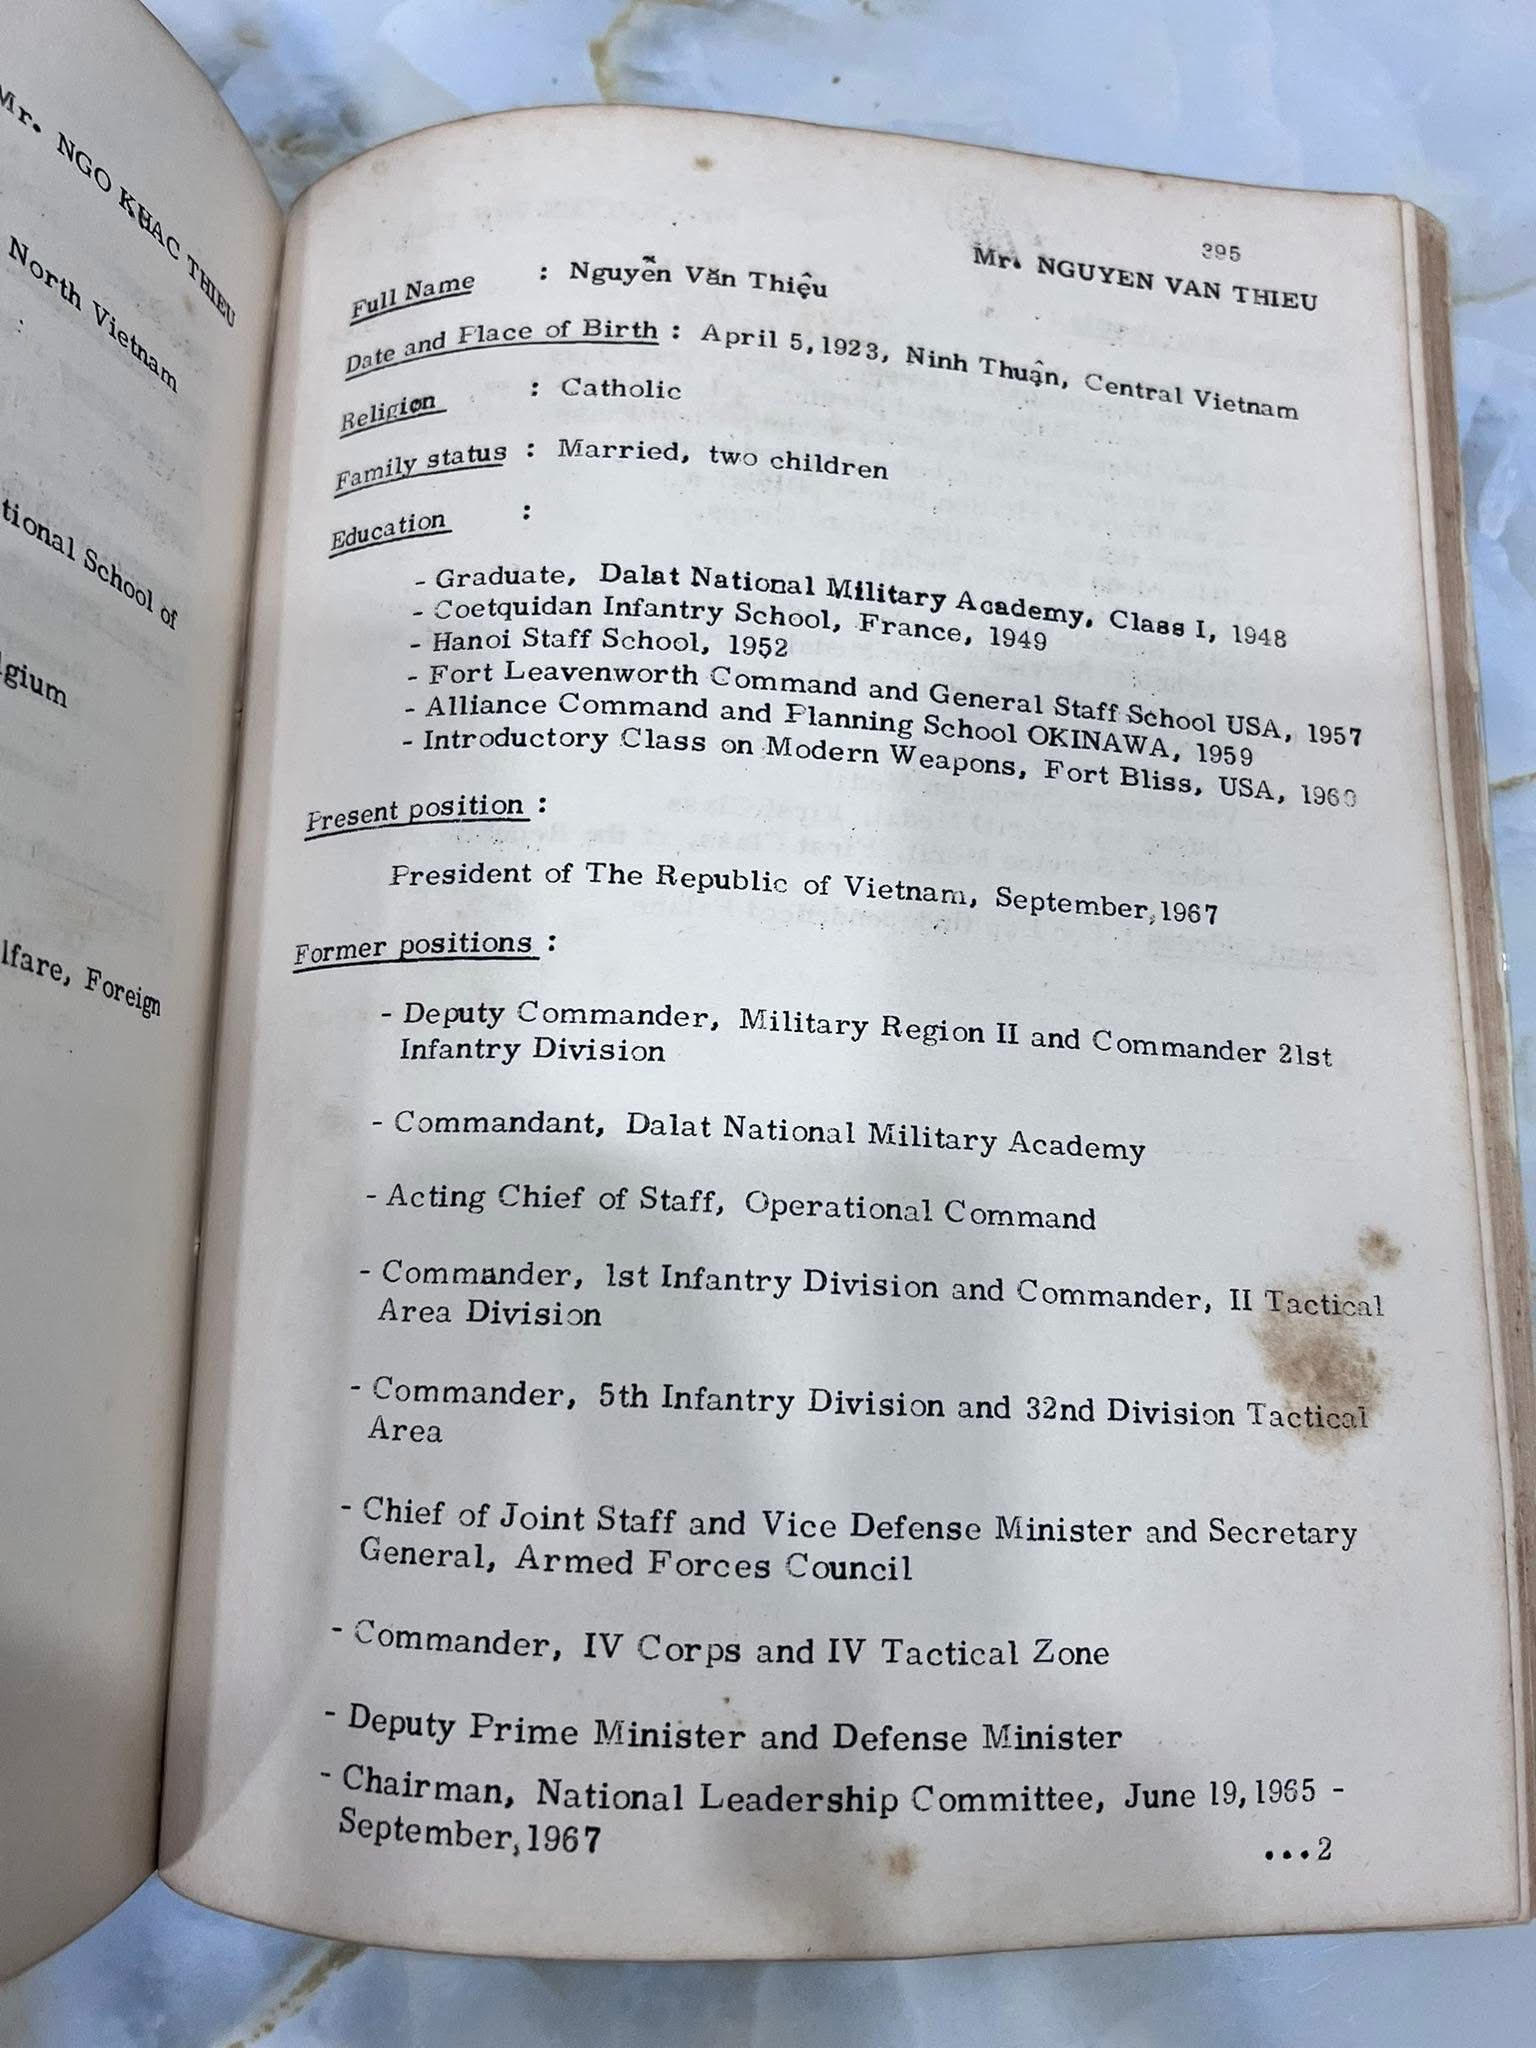 Mr. NGO KHAC THIEU
North Vietnam
:
tional School of
lgium
lfare, Foreign
395
Mr. NGUYEN VAN THIEU
Full Name : Nguyễn Văn Thiệu
Date and Place of Birth : April 5, 1923, Ninh Thuận, Central Vietnam
Religion : Catholic
Family status : Married, two children
Education :
- Graduate, Dalat National Military Academy, Class I, 1948
- Coetquidan Infantry School, France, 1949
- Hanoi Staff School, 1952
- Fort Leavenworth Command and General Staff School USA, 1957
- Alliance Command and Planning School OKINAWA, 1959
- Introductory Class on Modern Weapons, Fort Bliss, USA, 1960
Present position :
President of The Republic of Vietnam, September, 1967
Former positions :
- Deputy Commander, Military Region II and Commander 21st
Infantry Division
- Commandant, Dalat National Military Academy
- Acting Chief of Staff, Operational Command
- Commander, 1st Infantry Division and Commander, II Tactical
Area Division
- Commander, 5th Infantry Division and 32nd Division Tactical
Area
- Chief of Joint Staff and Vice Defense Minister and Secretary
General, Armed Forces Council
- Commander, IV Corps and IV Tactical Zone
- Deputy Prime Minister and Defense Minister
- Chairman, National Leadership Committee, June 19, 1965 -
September, 1967
...2